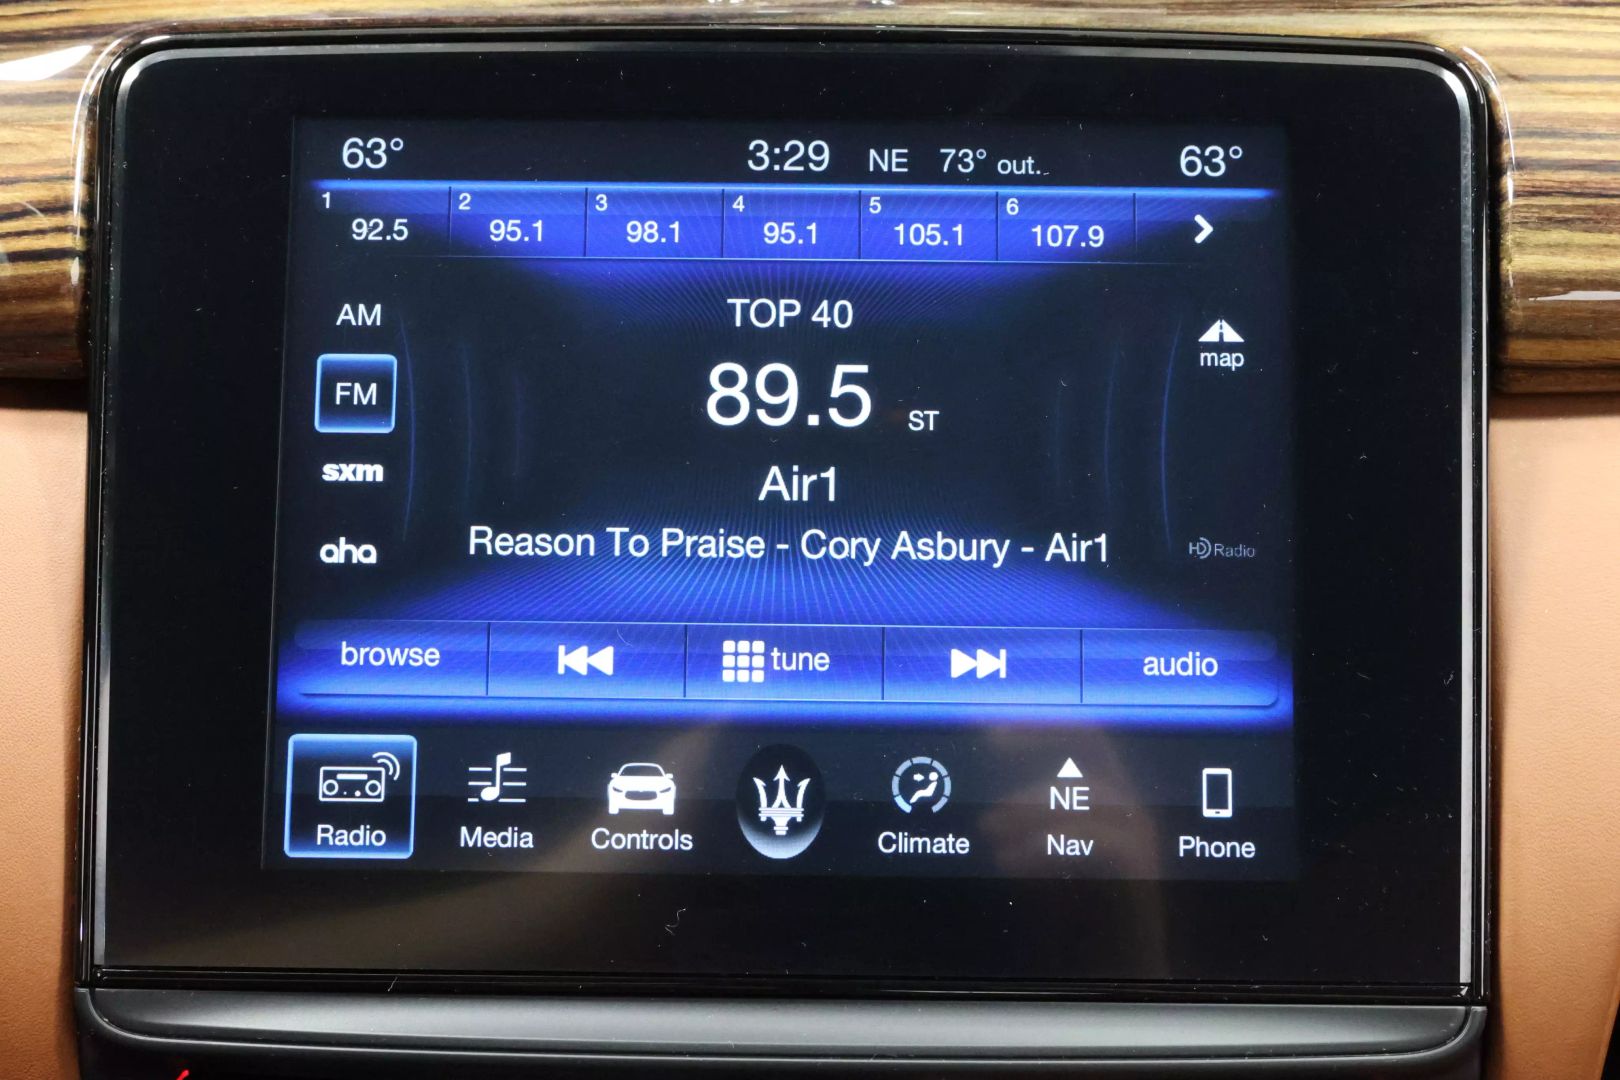 63° 3:29 NE 73° out.. 63°
1 2 3 4 5 6
92.5 95.1 98.1 95.1 105.1 107.9
AM
TOP 40
map
FM
89.5 ST
sxm
Air1
aha
Reason To Praise - Cory Asbury - Air1
HD Radio
browse tune audio
NE
Radio Media Controls Climate Nav Phone